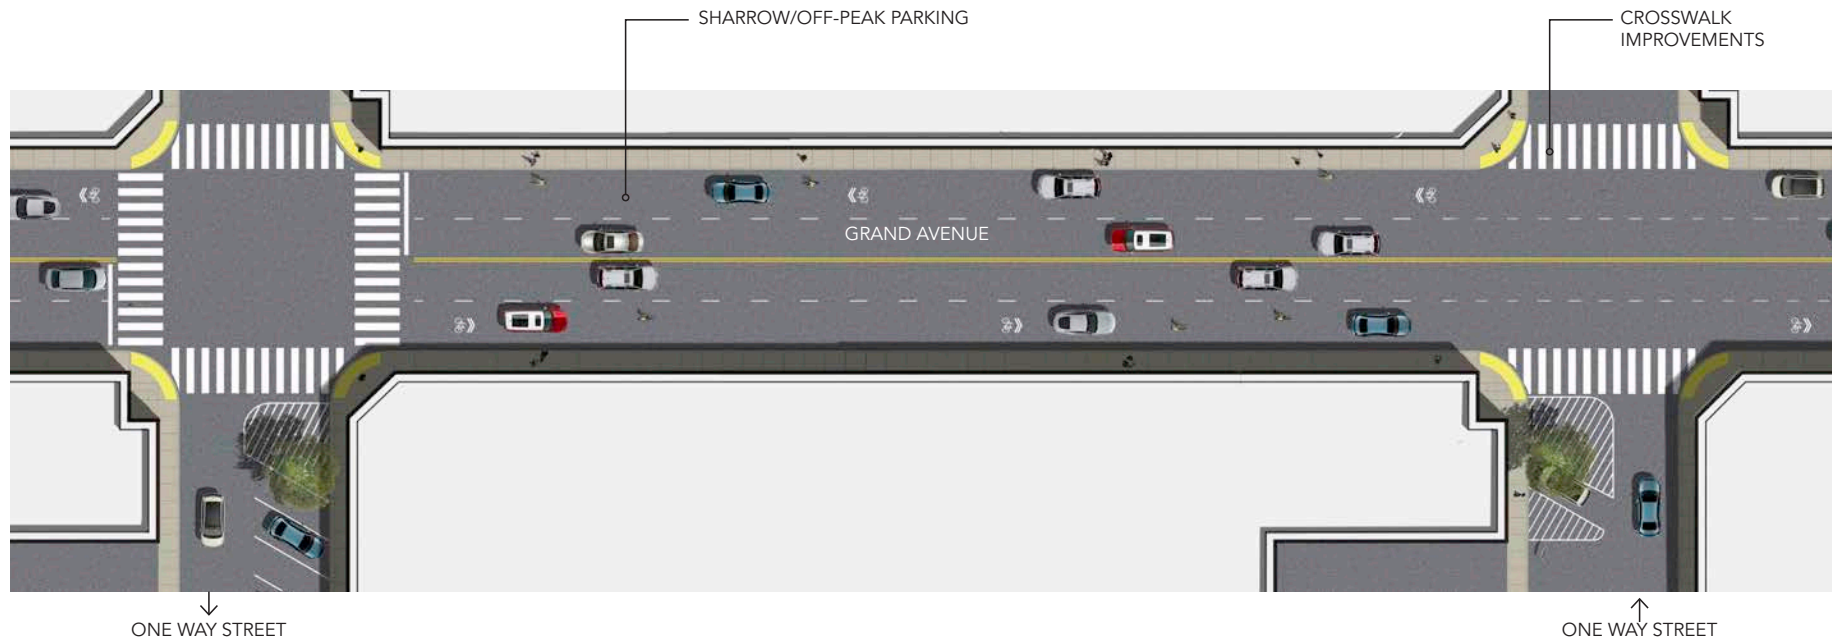 SHARROW/OFF-PEAK PARKING
CROSSWALK
IMPROVEMENTS
GRAND AVENUE
ONE WAY STREET
ONE WAY STREET